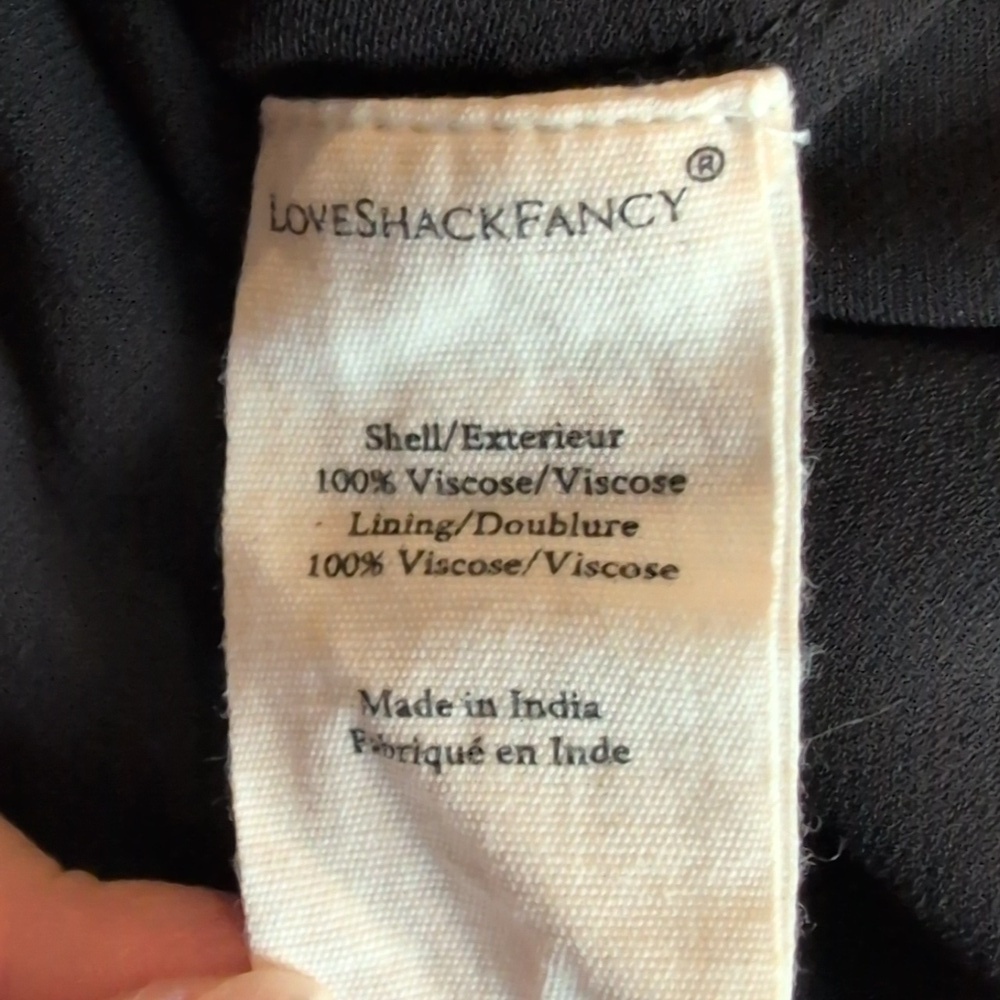 LOVESHACKFANCY®
Shell/Exterieur
100% Viscose/Viscose
Lining/Doublure
100% Viscose/Viscose
Made in India
Fabriqué en Inde